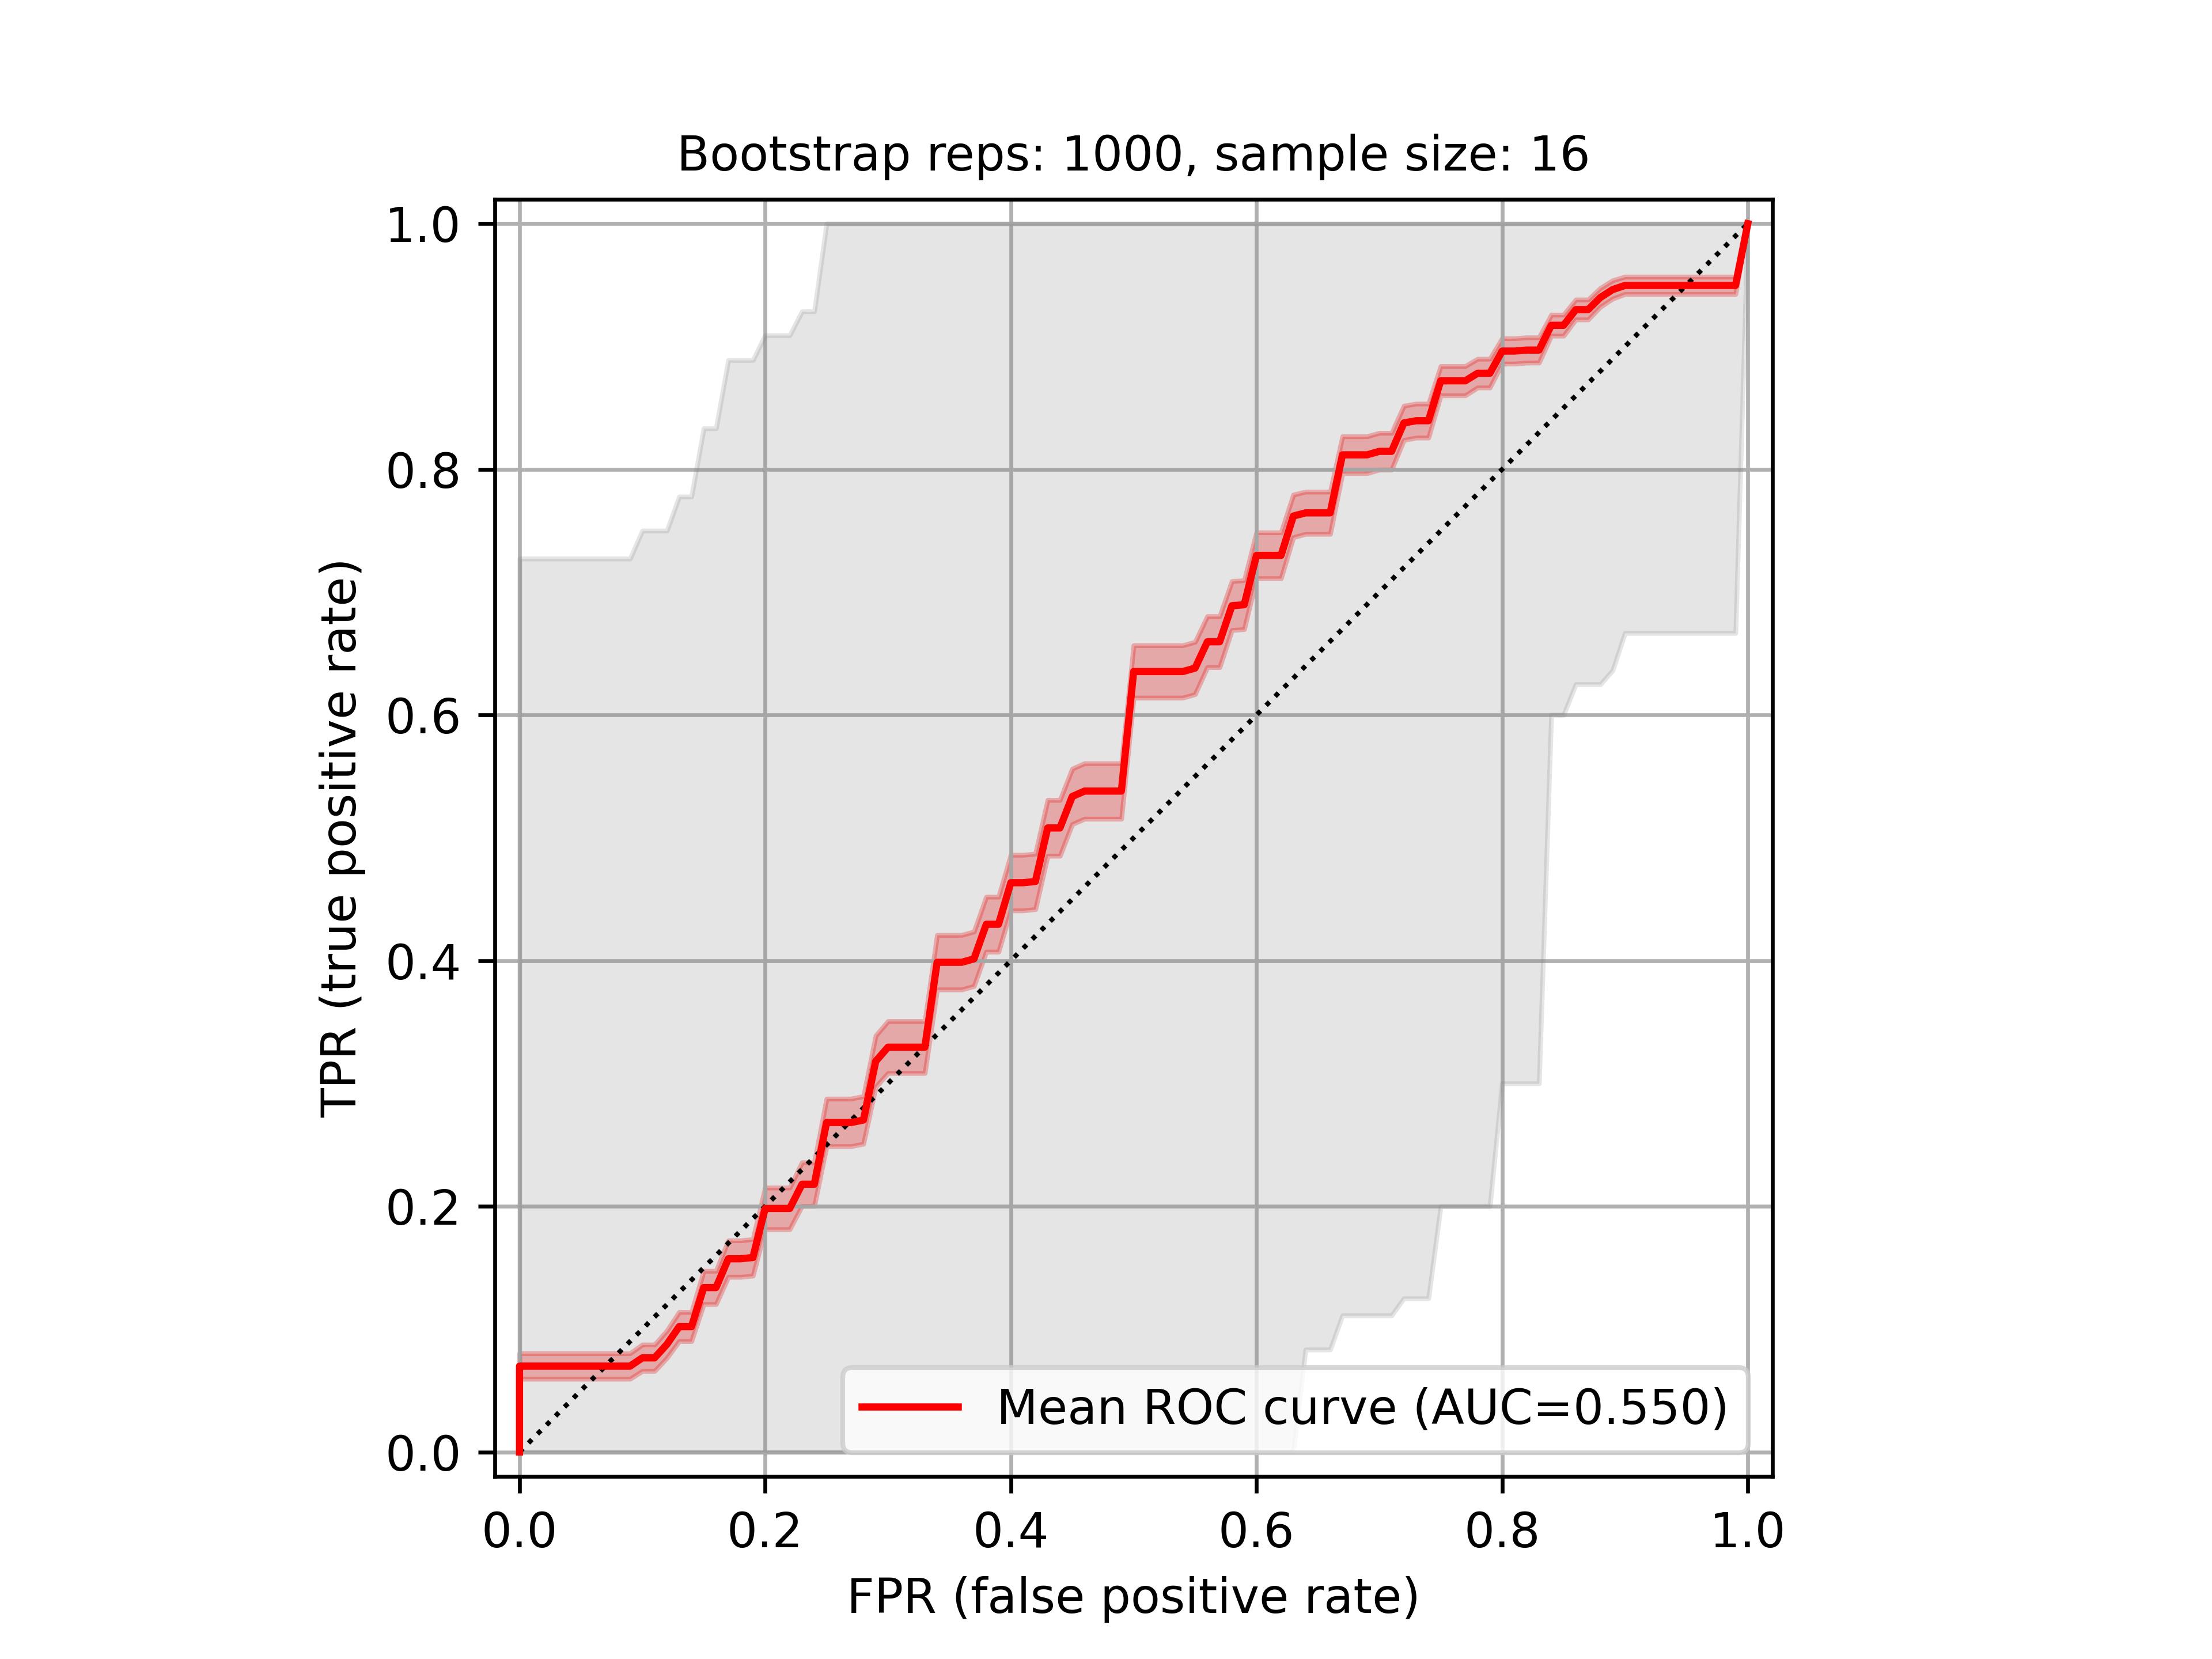 Bootstrap reps: 1000, sample size: 16
TPR (true positive rate)
1.0
0.8
0.6
0.4
0.2
0.0
Mean ROC curve (AUC=0.550)
0.0 0.2 0.4 0.6 0.8 1.0
FPR (false positive rate)